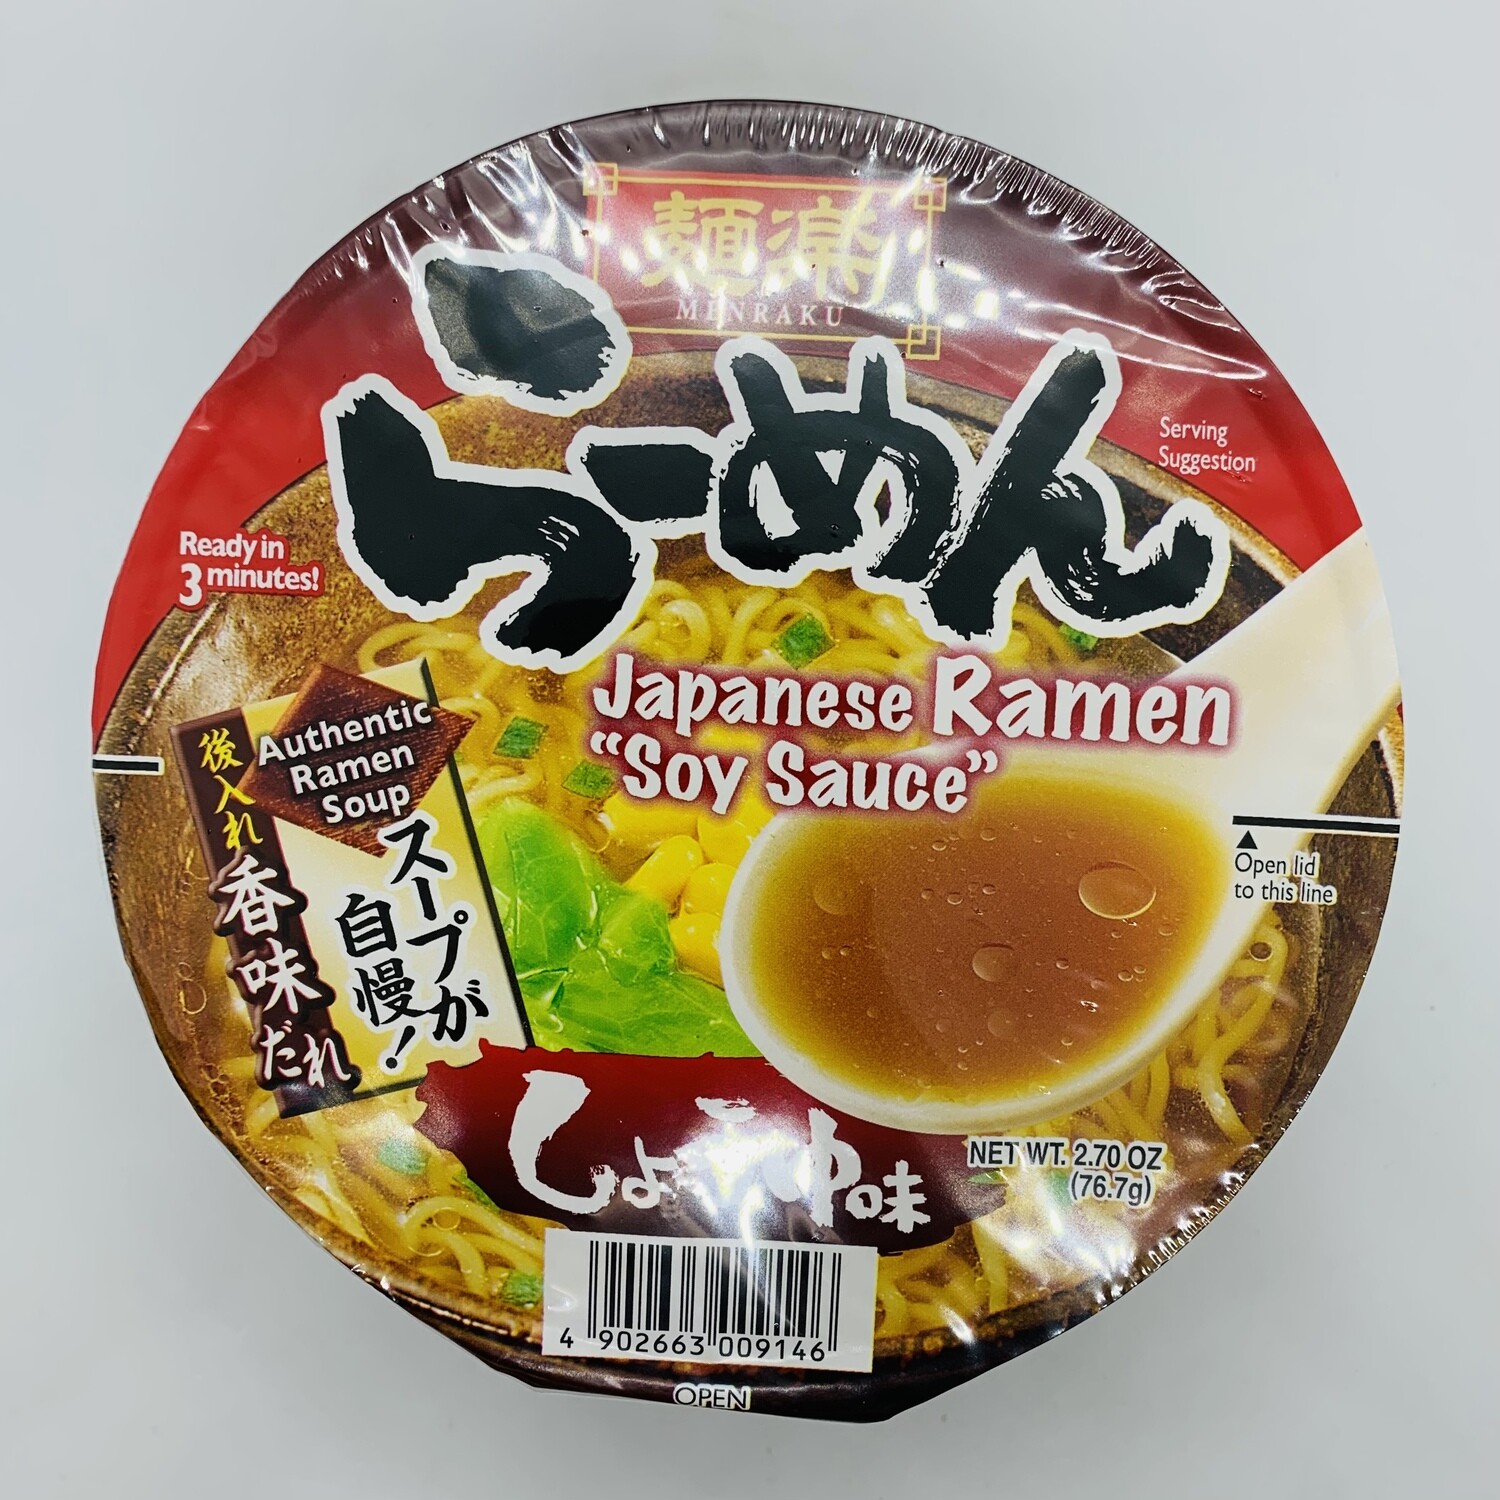 麺楽
MENRAKU
らーめん
Serving
Suggestion
Ready in
3 minutes!
Japanese Ramen
"Soy Sauce"
Authentic
Ramen
Soup
後入れ香味だれ
スープが
自慢!
Open lid
to this line
しょうゆ味
NET WT. 2.70 OZ
(76.7g)
4 902663 009146
OPEN